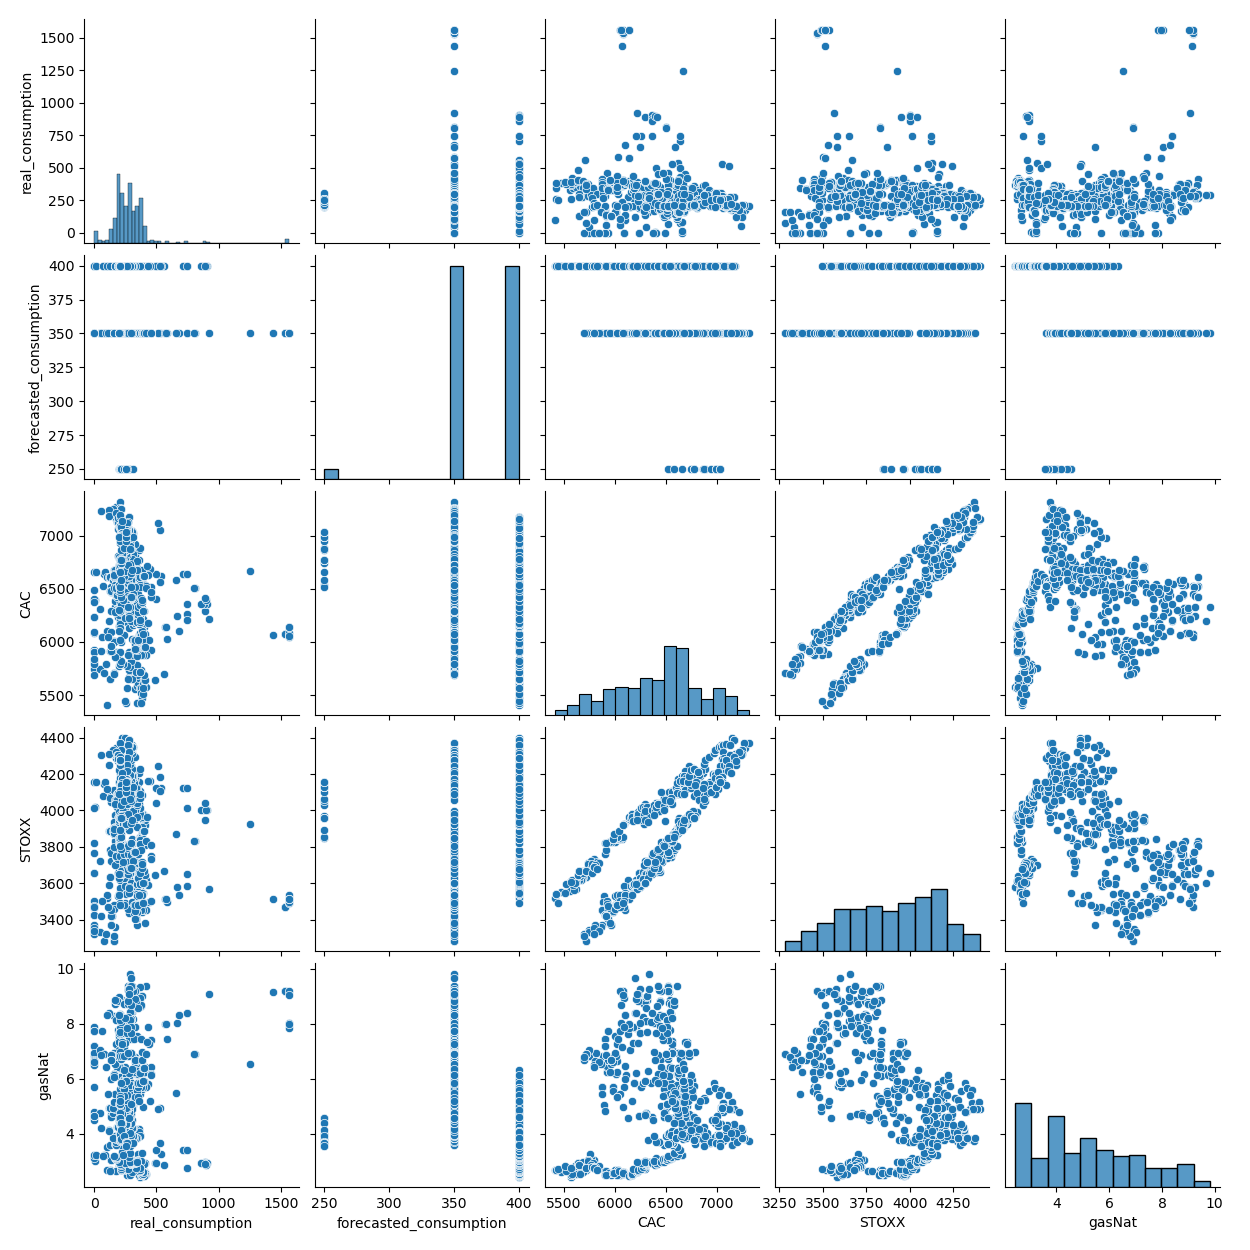 1500
1250
1000
750
500
250
0
real_consumption
400
375
350
325
300
275
250
forecasted_consumption
7000
6500
6000
5500
CAC
4400
4200
4000
3800
3600
3400
STOXX
10
8
6
4
gasNat
0 500 1000 1500
real_consumption
250 300 350 400
forecasted_consumption
5500 6000 6500 7000
CAC
3250 3500 3750 4000 4250
STOXX
4 6 8 10
gasNat